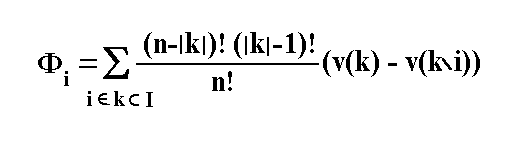 Φi = ∑ i∈k⊂I (n-|k|)! (|k|-1)! / n! (v(k) - v(k∖i))